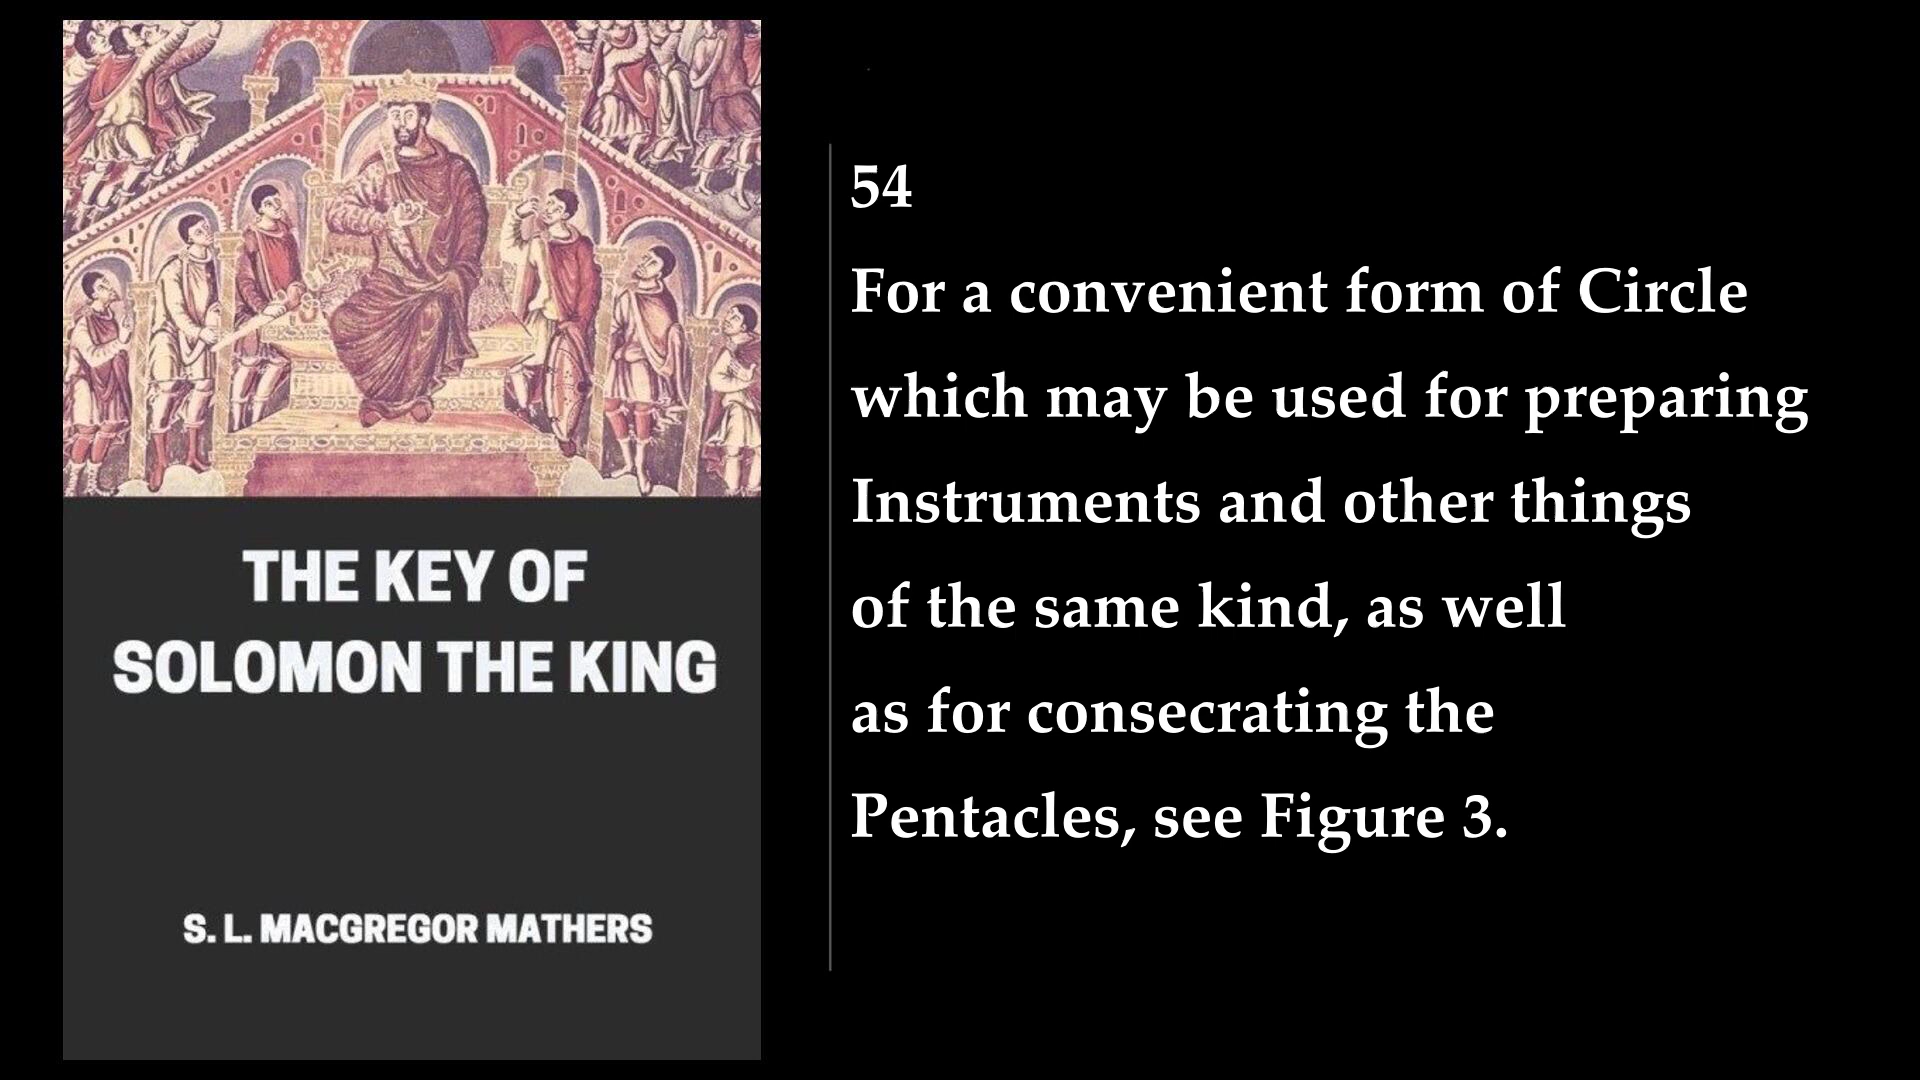 THE KEY OF
SOLOMON THE KING
S. L. MACGREGOR MATHERS
54
For a convenient form of Circle
which may be used for preparing
Instruments and other things
of the same kind, as well
as for consecrating the
Pentacles, see Figure 3.